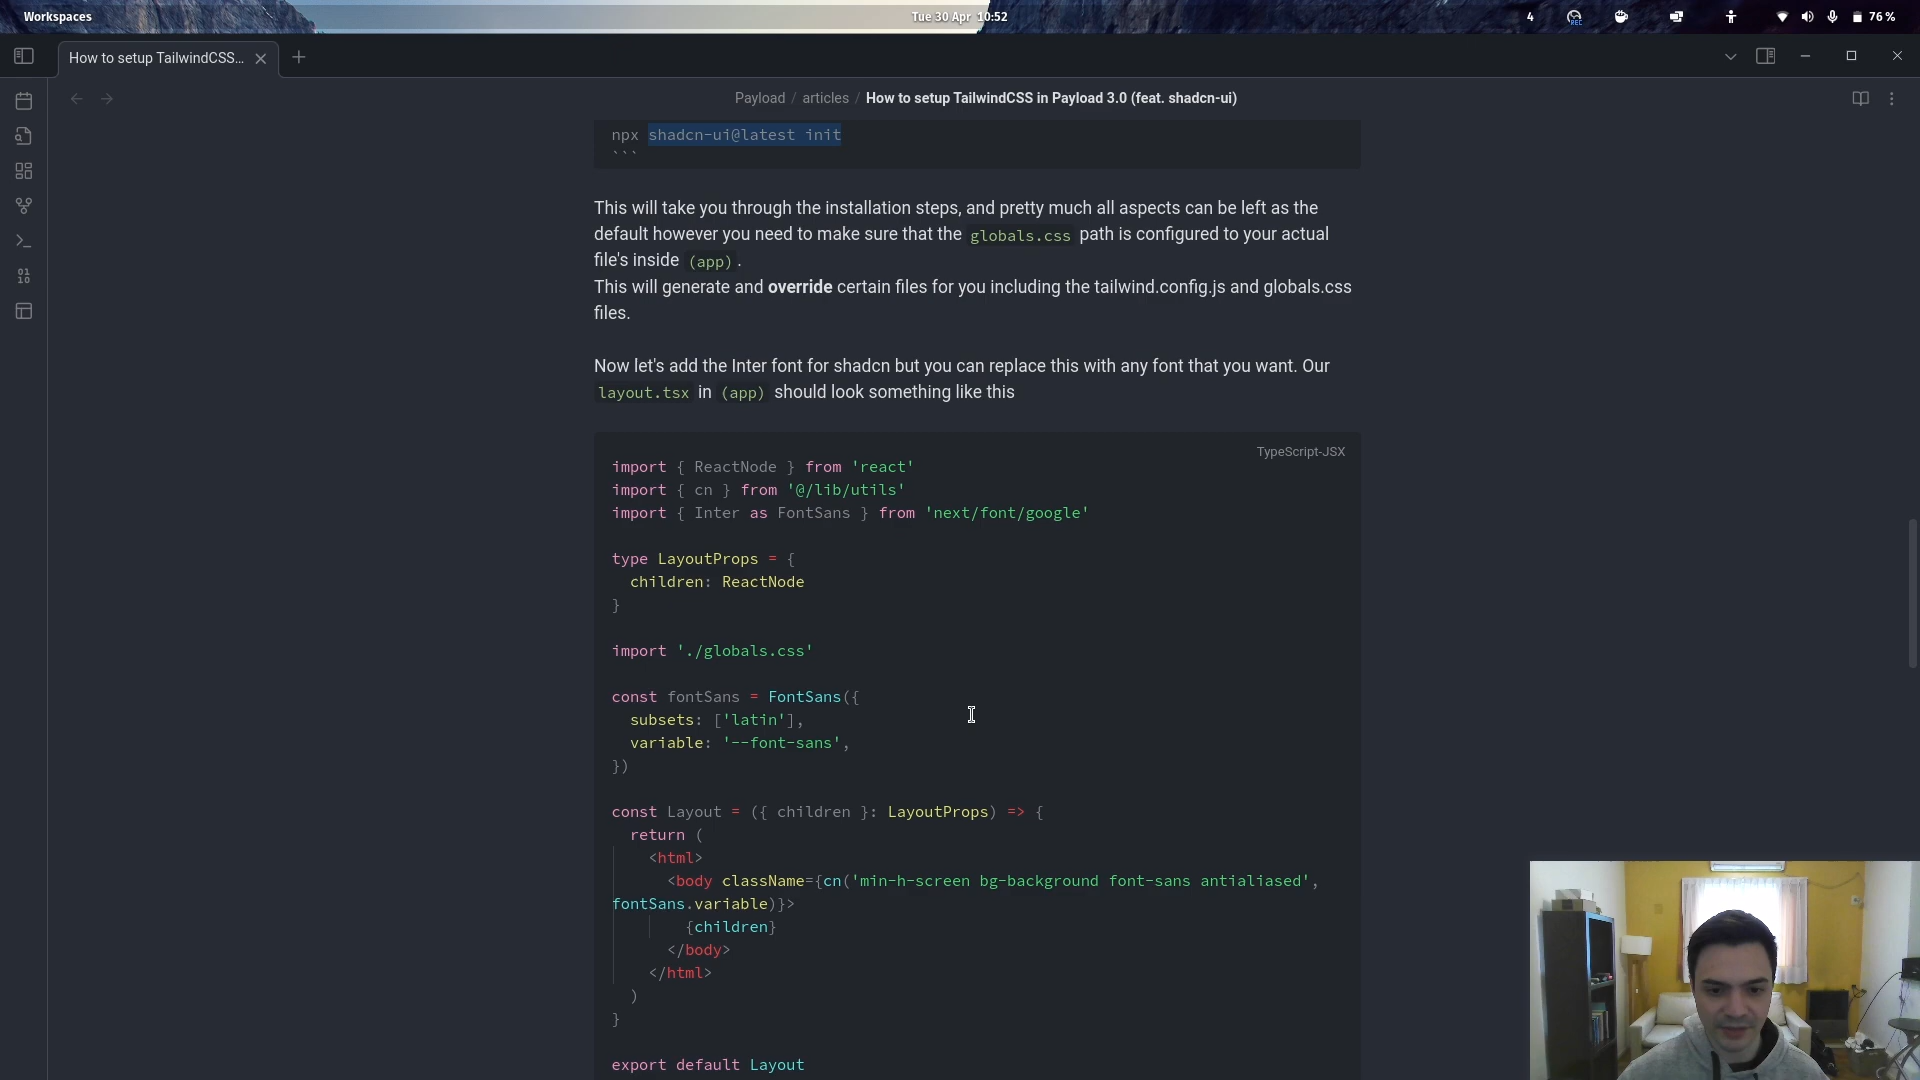 Workspaces
Tue 30 Apr 10:52
4
REC
76 %
How to setup TailwindCSS...
Payload / articles / How to setup TailwindCSS in Payload 3.0 (feat. shadcn-ui)
npx shadcn-ui@latest init
```
This will take you through the installation steps, and pretty much all aspects can be left as the
default however you need to make sure that the globals.css path is configured to your actual
file's inside (app).
This will generate and override certain files for you including the tailwind.config.js and globals.css
files.
Now let's add the Inter font for shadcn but you can replace this with any font that you want. Our
layout.tsx in (app) should look something like this
TypeScript-JSX
import { ReactNode } from 'react'
import { cn } from '@/lib/utils'
import { Inter as FontSans } from 'next/font/google'
type LayoutProps = {
children: ReactNode
}
import './globals.css'
const fontSans = FontSans({
subsets: ['latin'],
variable: '--font-sans',
})
const Layout = ({ children }: LayoutProps) => {
return (
<html>
<body className={cn('min-h-screen bg-background font-sans antialiased',
fontSans.variable)}>
{children}
</body>
</html>
)
}
export default Layout